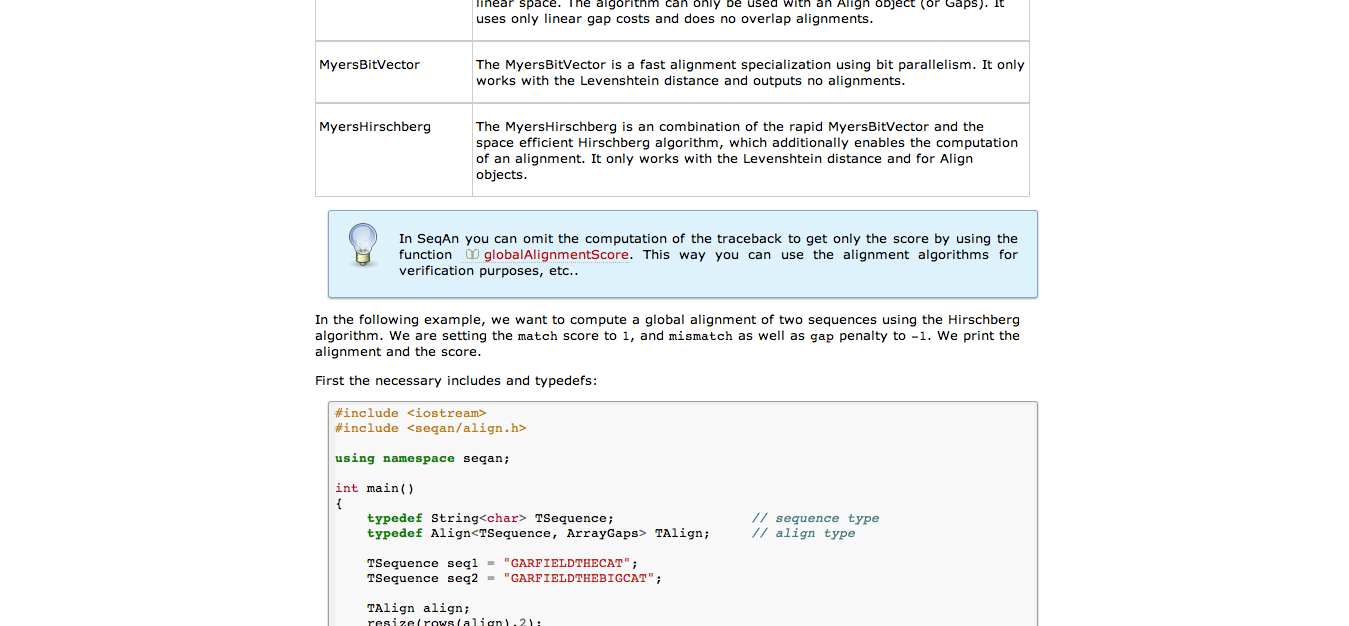 linear space. The algorithm can only be used with an Align object (or Gaps). It
uses only linear gap costs and does no overlap alignments.
MyersBitVector
The MyersBitVector is a fast alignment specialization using bit parallelism. It only
works with the Levenshtein distance and outputs no alignments.
MyersHirschberg
The MyersHirschberg is an combination of the rapid MyersBitVector and the
space efficient Hirschberg algorithm, which additionally enables the computation
of an alignment. It only works with the Levenshtein distance and for Align
objects.
In SeqAn you can omit the computation of the traceback to get only the score by using the
function globalAlignmentScore. This way you can use the alignment algorithms for
verification purposes, etc..
In the following example, we want to compute a global alignment of two sequences using the Hirschberg
algorithm. We are setting the match score to 1, and mismatch as well as gap penalty to -1. We print the
alignment and the score.
First the necessary includes and typedefs:
#include <iostream>
#include <seqan/align.h>
using namespace seqan;
int main()
{
typedef String<char> TSequence; // sequence type
typedef Align<TSequence, ArrayGaps> TAlign; // align type
TSequence seq1 = "GARFIELDTHECAT";
TSequence seq2 = "GARFIELDTHEBIGCAT";
TAlign align;
resize(rows(align),2);